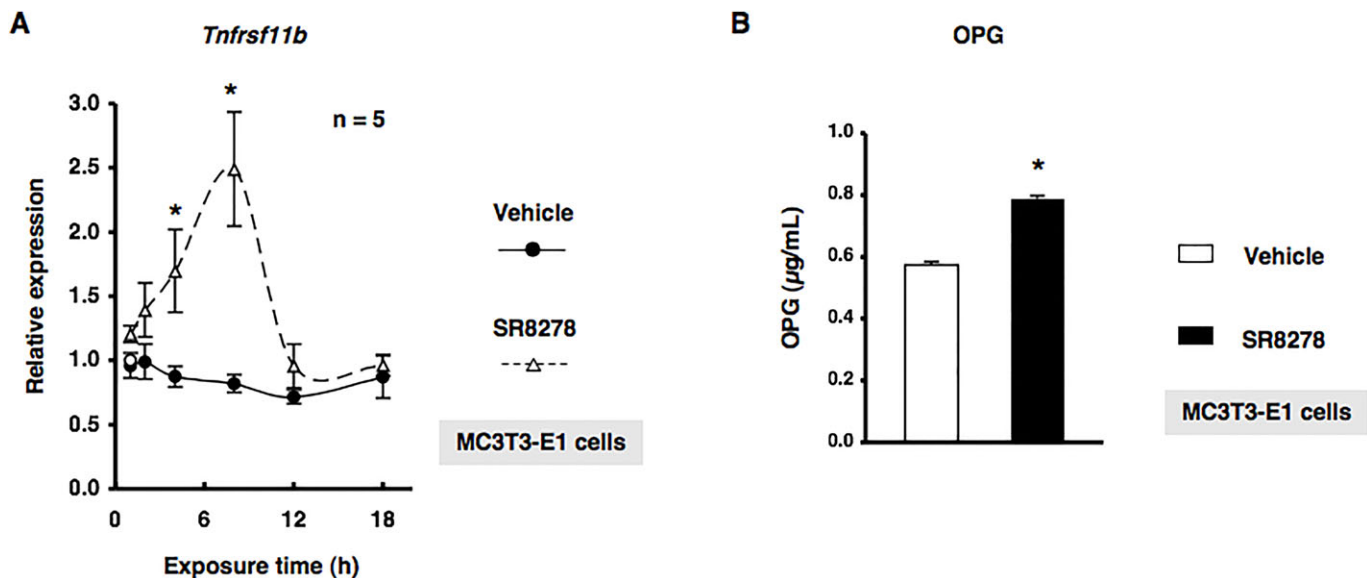 A
Tnfrsf11b
*
*
n = 5
3.0
2.5
2.0
1.5
1.0
0.5
0.0
Relative expression
0 6 12 18
Exposure time (h)
Vehicle
SR8278
MC3T3-E1 cells
B
OPG
*
1.0
0.8
0.6
0.4
0.2
0.0
OPG (µg/mL)
Vehicle
SR8278
MC3T3-E1 cells